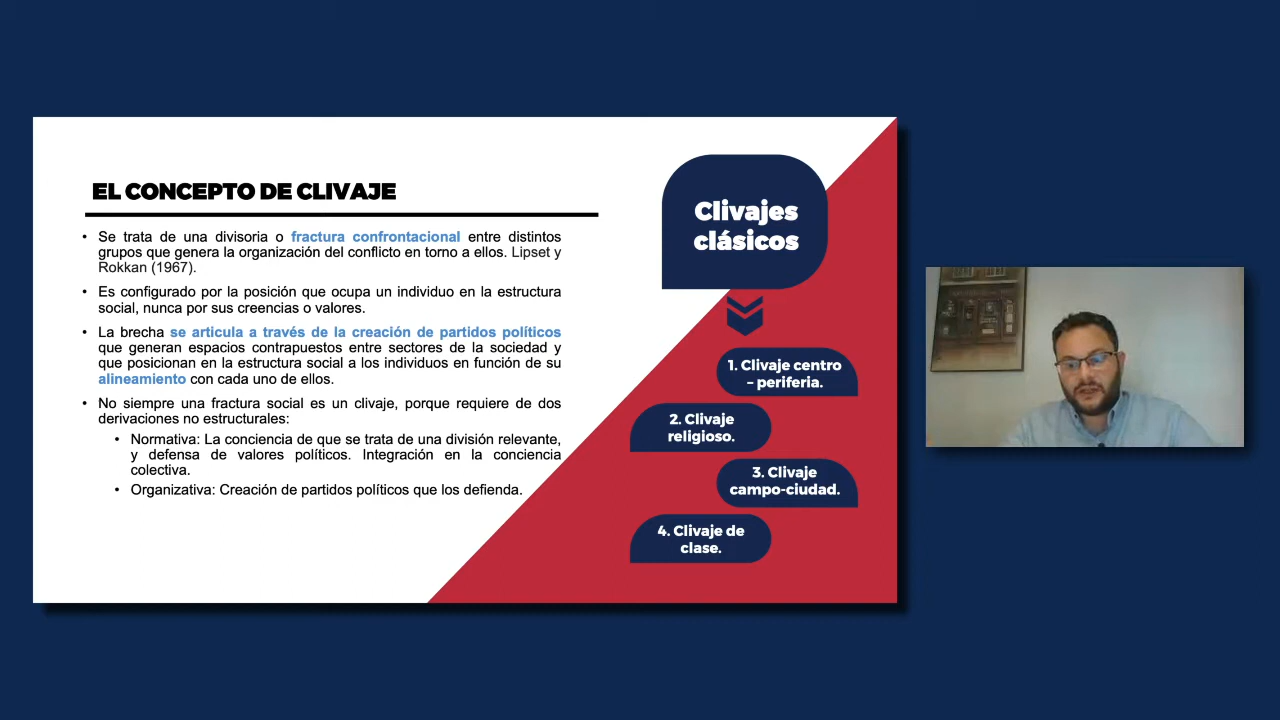 EL CONCEPTO DE CLIVAJE
• Se trata de una divisoria o fractura confrontacional entre distintos
grupos que genera la organización del conflicto en torno a ellos. Lipset y
Rokkan (1967).
• Es configurado por la posición que ocupa un individuo en la estructura
social, nunca por sus creencias o valores.
• La brecha se articula a través de la creación de partidos políticos
que generan espacios contrapuestos entre sectores de la sociedad y
que posicionan en la estructura social a los individuos en función de su
alineamiento con cada uno de ellos.
• No siempre una fractura social es un clivaje, porque requiere de dos
derivaciones no estructurales:
• Normativa: La conciencia de que se trata de una división relevante,
y defensa de valores políticos. Integración en la conciencia
colectiva.
• Organizativa: Creación de partidos políticos que los defienda.
Clivajes
clásicos
1. Clivaje centro
– periferia.
2. Clivaje
religioso.
3. Clivaje
campo-ciudad.
4. Clivaje de
clase.